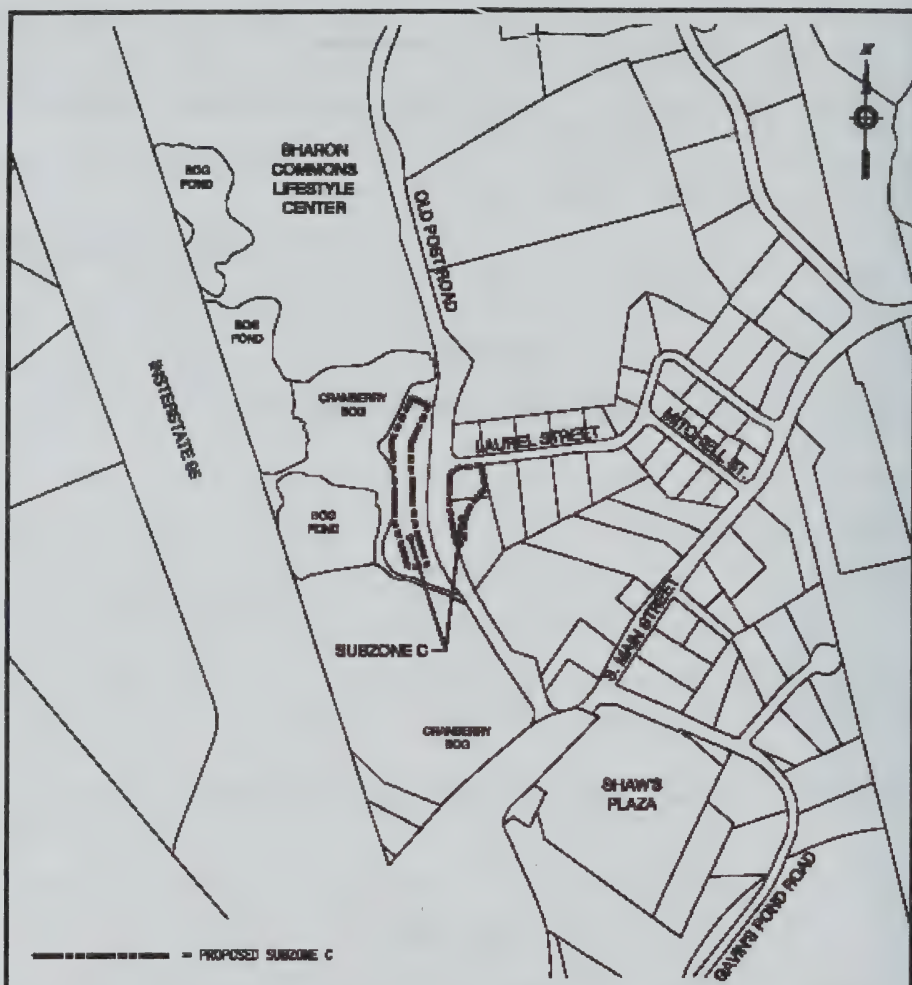 N
SHARON
COMMONS
LIFESTYLE
CENTER
BOG
POND
OLD POST ROAD
BOG
POND
INSTERSTATE 95
CRANBERRY
BOG
LAUREL STREET
MITCHELL ST.
BOG
POND
S. MAIN STREET
SUBZONE C
CRANBERRY
BOG
SHAW'S
PLAZA
GAVIN'S POND ROAD
= PROPOSED SUBZONE C